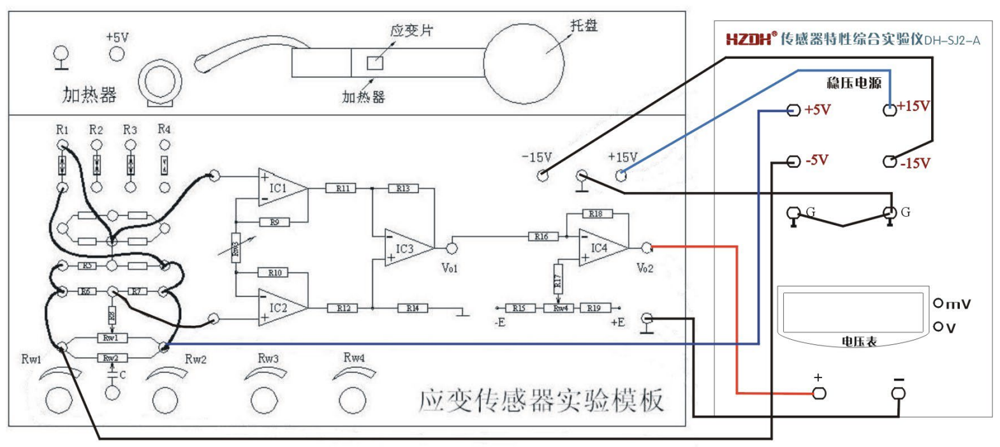 应变片
托盘
+5V
加热器
加热器
HZDH® 传感器特性综合实验仪DH-SJ2-A
稳压电源
+5V
+15V
-5V
-15V
G
G
mV
V
电压表
+
-
R1 R2 R3 R4
-15V
+15V
+
IC1
-
R11
R13
R9
Rw3
-
IC3
+
Vo1
R10
-
IC2
+
R12
R14
R18
R16
-
IC4
+
Vo2
R17
R15
Rw4
R19
-E
+E
R5
R6
R7
R8
Rw1
Rw2
C
Rw1
Rw2
Rw3
Rw4
应变传感器实验模板